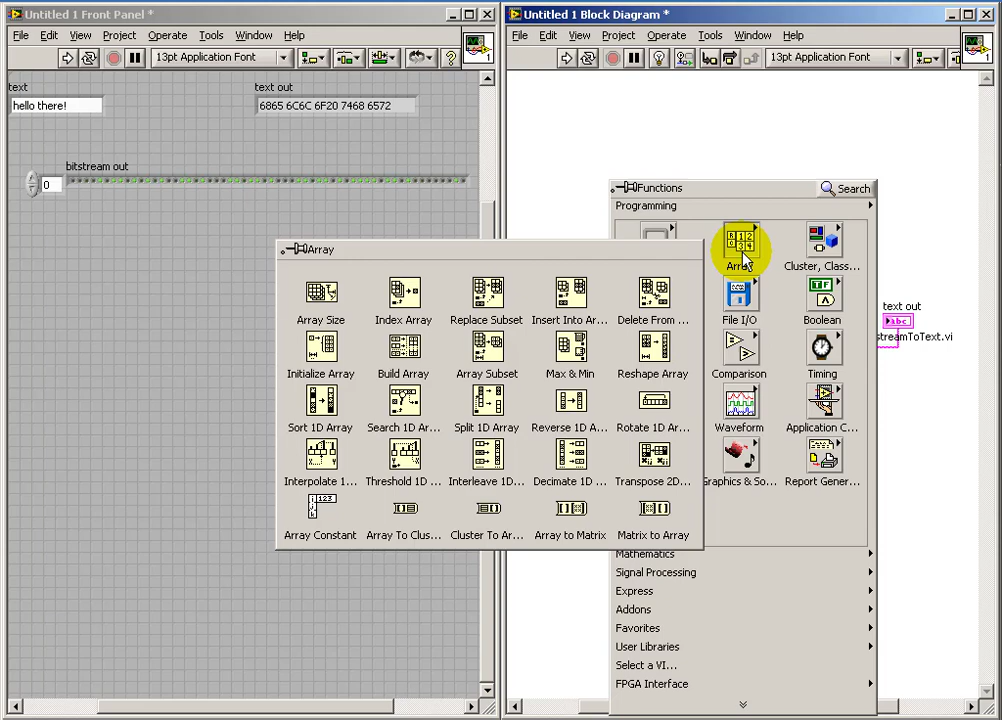 Untitled 1 Front Panel *
File Edit View Project Operate Tools Window Help
13pt Application Font
text
hello there!
text out
6865 6C6C 6F20 7468 6572
bitstream out
0
Untitled 1 Block Diagram *
File Edit View Project Operate Tools Window Help
13pt Application Font
text out
abc
streamToText.vi
Functions
Search
Programming
Array
Cluster, Class...
File I/O
Boolean
Comparison
Timing
Waveform
Application C...
Graphics & So...
Report Gener...
Mathematics
Signal Processing
Express
Addons
Favorites
User Libraries
Select a VI...
FPGA Interface
Array
Array Size
Index Array
Replace Subset
Insert Into Ar...
Delete From ...
Initialize Array
Build Array
Array Subset
Max & Min
Reshape Array
Sort 1D Array
Search 1D Ar...
Split 1D Array
Reverse 1D A...
Rotate 1D Ar...
Interpolate 1...
Threshold 1D ...
Interleave 1D...
Decimate 1D ...
Transpose 2D...
Array Constant
Array To Clus...
Cluster To Ar...
Array to Matrix
Matrix to Array